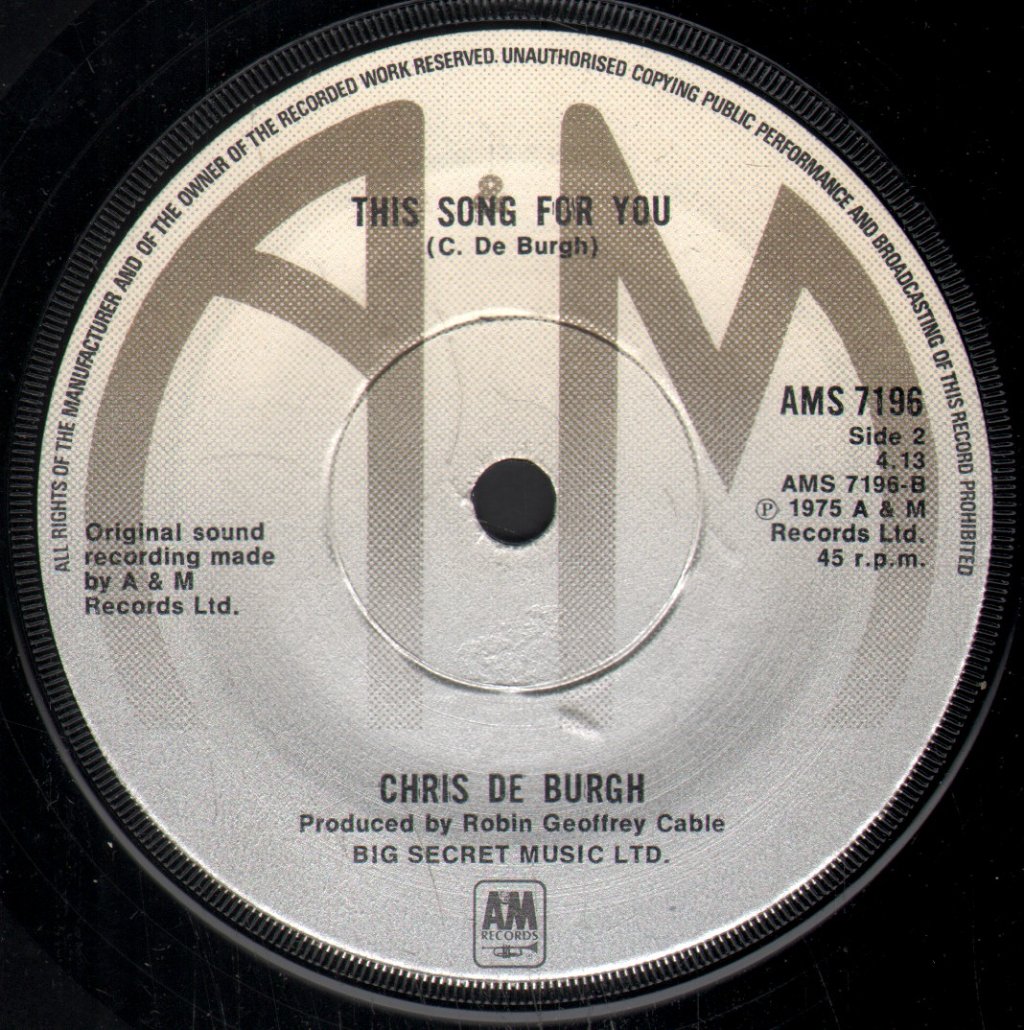 ALL RIGHTS OF THE MANUFACTURER AND OF THE OWNER OF THE RECORDED WORK RESERVED. UNAUTHORISED COPYING PUBLIC PERFORMANCE AND BROADCASTING OF THIS RECORD PROHIBITED
THIS SONG FOR YOU
(C. De Burgh)
AMS 7196
Side 2
4.13
AMS 7196-B
Ⓟ 1975 A & M
Records Ltd.
45 r.p.m.
Original sound
recording made
by A & M
Records Ltd.
CHRIS DE BURGH
Produced by Robin Geoffrey Cable
BIG SECRET MUSIC LTD.
AM
RECORDS